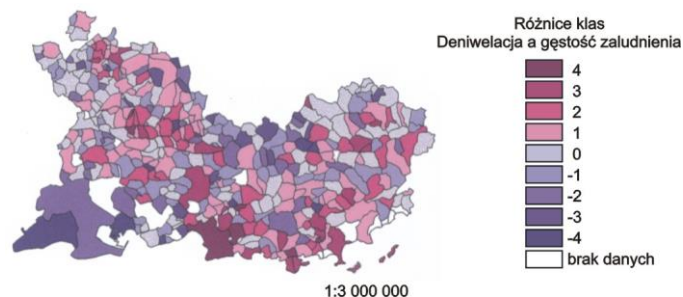 Różnice klas
Deniwelacja a gęstość zaludnienia
4
3
2
1
0
-1
-2
-3
-4
brak danych
1:3 000 000